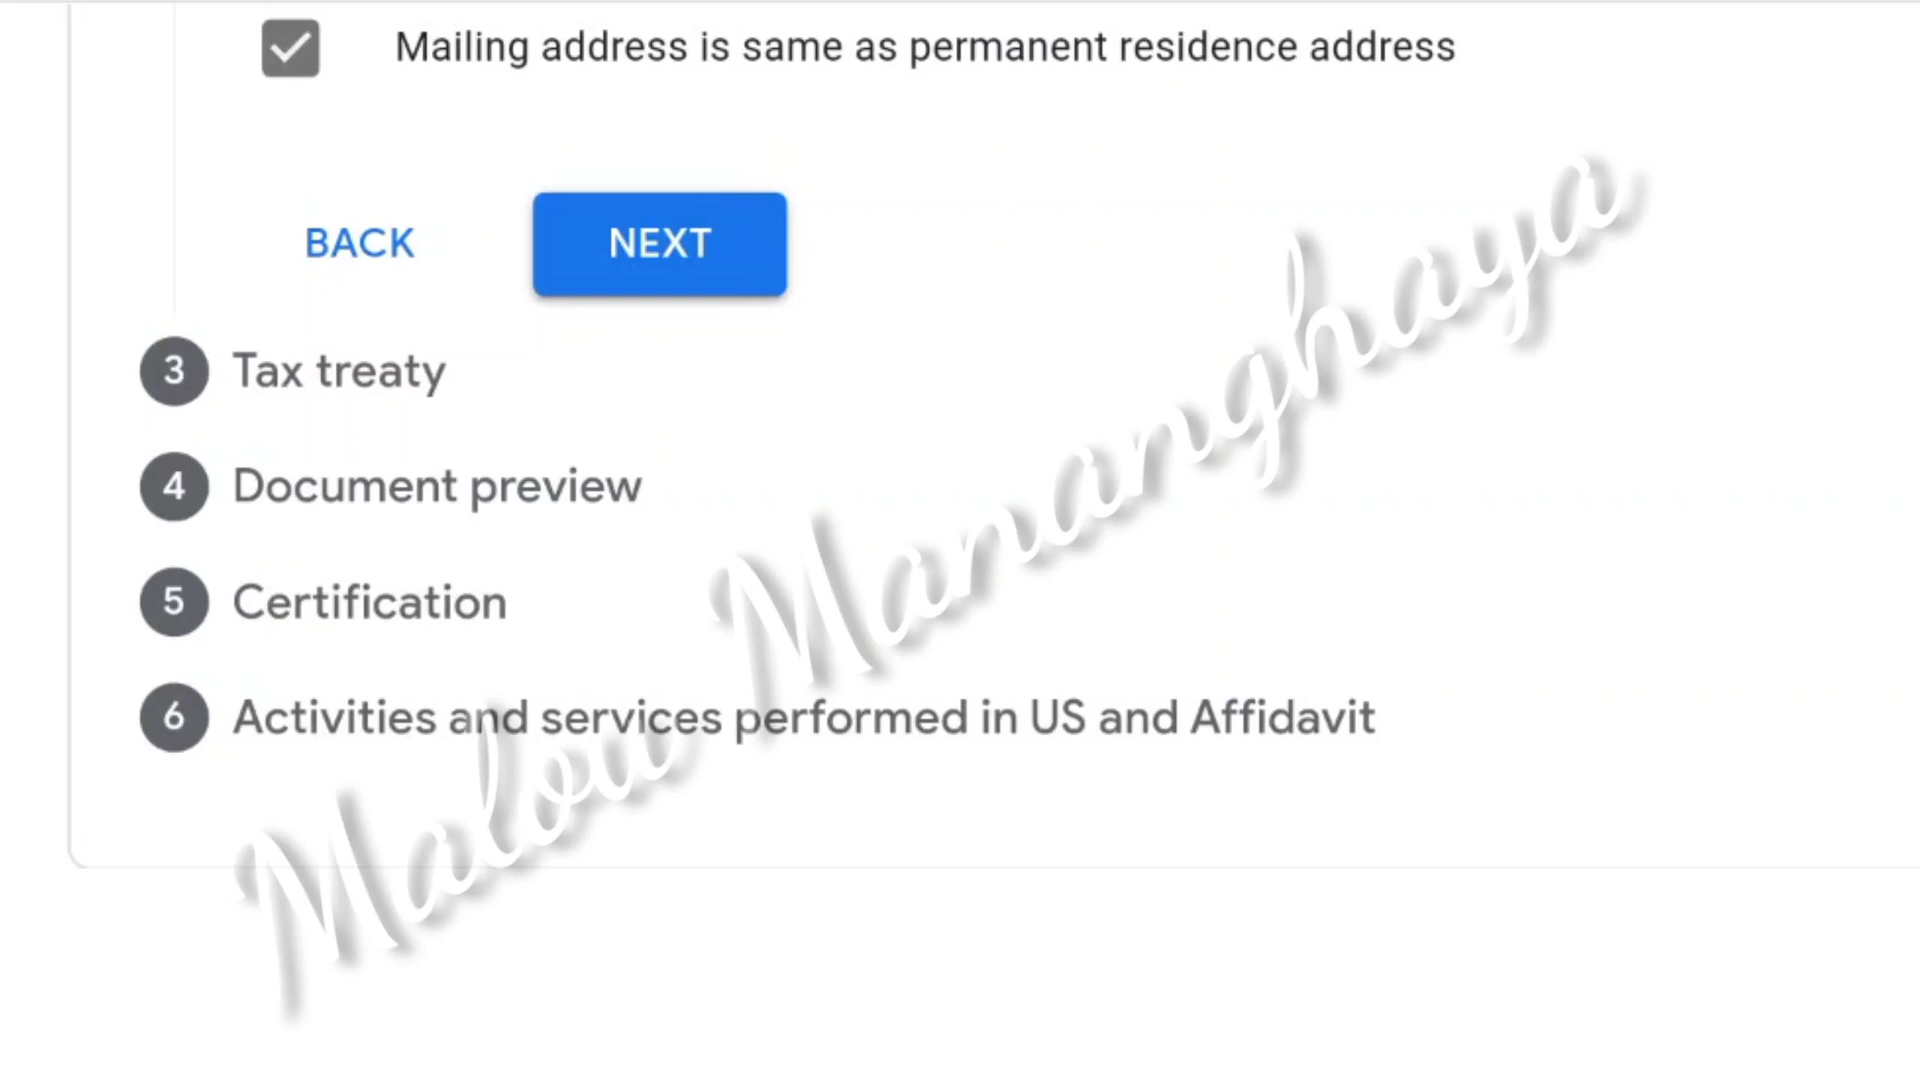 Mailing address is same as permanent residence address
BACK
NEXT
3 Tax treaty
4 Document preview
5 Certification
6 Activities and services performed in US and Affidavit
Malou Mananghaya